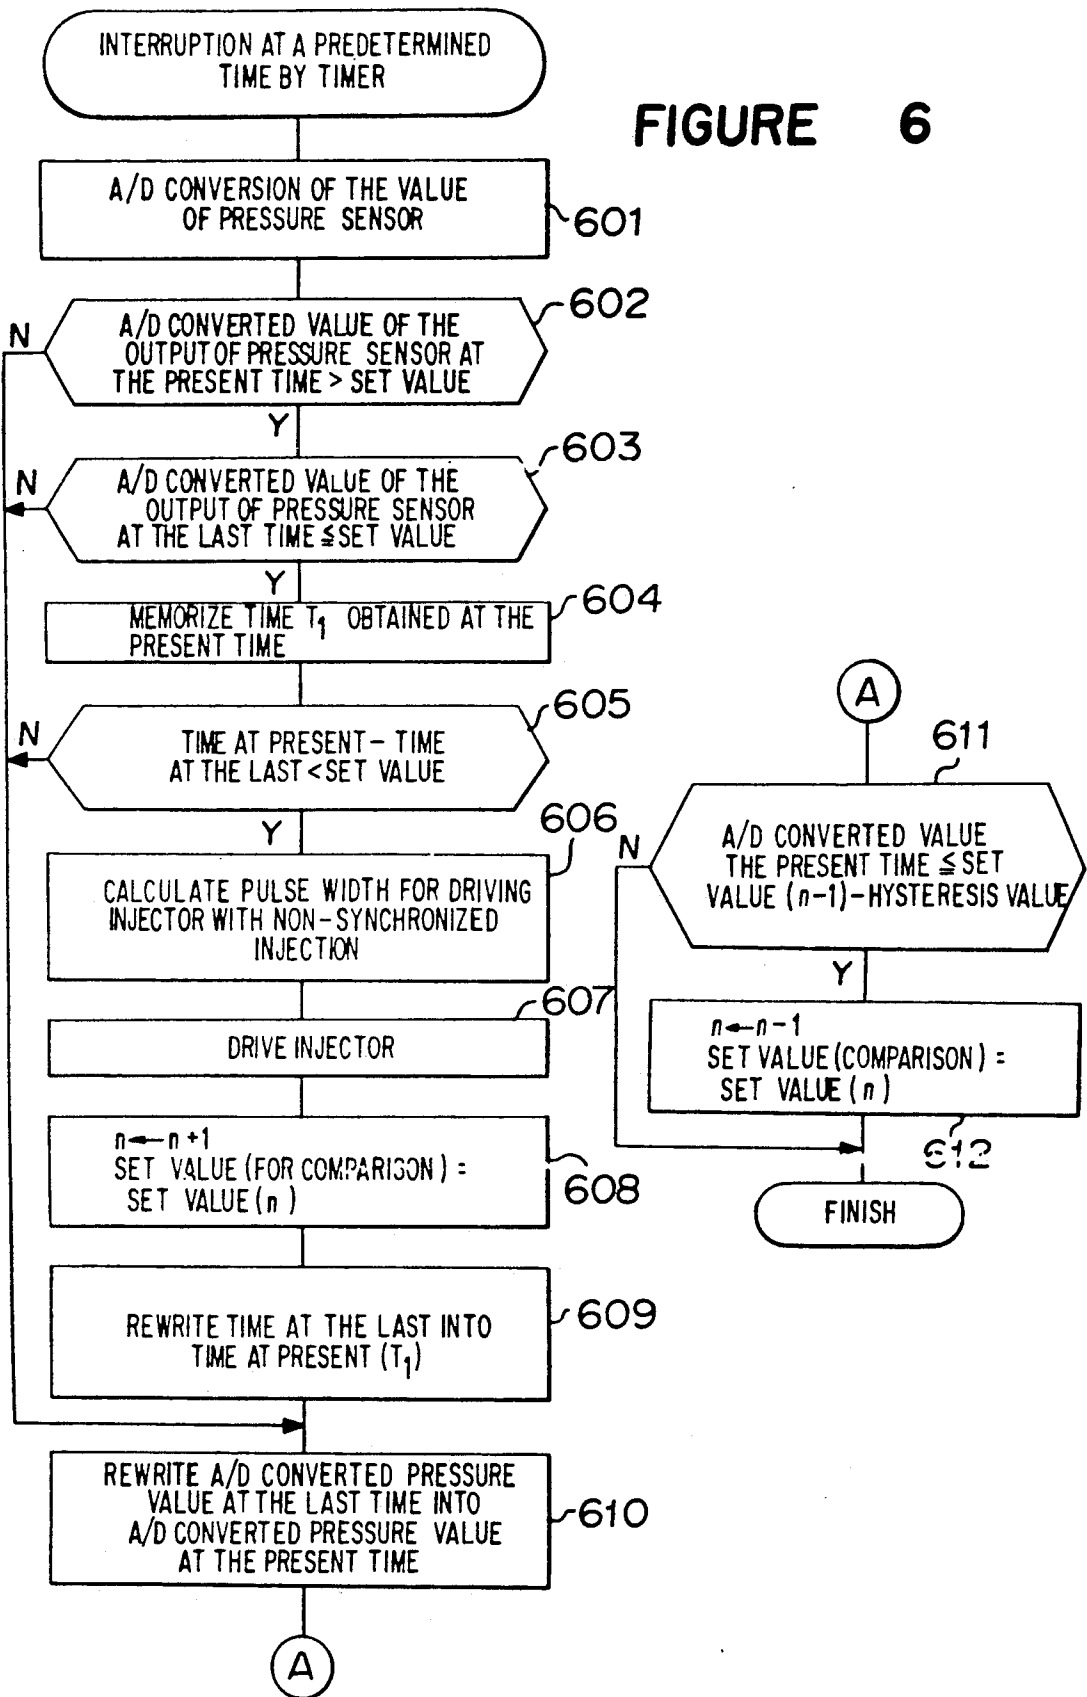 INTERRUPTION AT A PREDETERMINED
TIME BY TIMER
FIGURE 6
A/D CONVERSION OF THE VALUE
OF PRESSURE SENSOR
601
602
N
A/D CONVERTED VALUE OF THE
OUTPUT OF PRESSURE SENSOR AT
THE PRESENT TIME > SET VALUE
Y
603
N
A/D CONVERTED VALUE OF THE
OUTPUT OF PRESSURE SENSOR
AT THE LAST TIME ≦ SET VALUE
Y
604
MEMORIZE TIME T1 OBTAINED AT THE
PRESENT TIME
605
N
TIME AT PRESENT - TIME
AT THE LAST < SET VALUE
Y
606
CALCULATE PULSE WIDTH FOR DRIVING
INJECTOR WITH NON-SYNCHRONIZED
INJECTION
607
DRIVE INJECTOR
n←n+1
SET VALUE (FOR COMPARISON) =
SET VALUE (n)
608
REWRITE TIME AT THE LAST INTO
TIME AT PRESENT (T1)
609
REWRITE A/D CONVERTED PRESSURE
VALUE AT THE LAST TIME INTO
A/D CONVERTED PRESSURE VALUE
AT THE PRESENT TIME
610
A
A
611
N
A/D CONVERTED VALUE
THE PRESENT TIME ≦ SET
VALUE (n-1)-HYSTERESIS VALUE
Y
n←n-1
SET VALUE (COMPARISON) =
SET VALUE (n)
612
FINISH